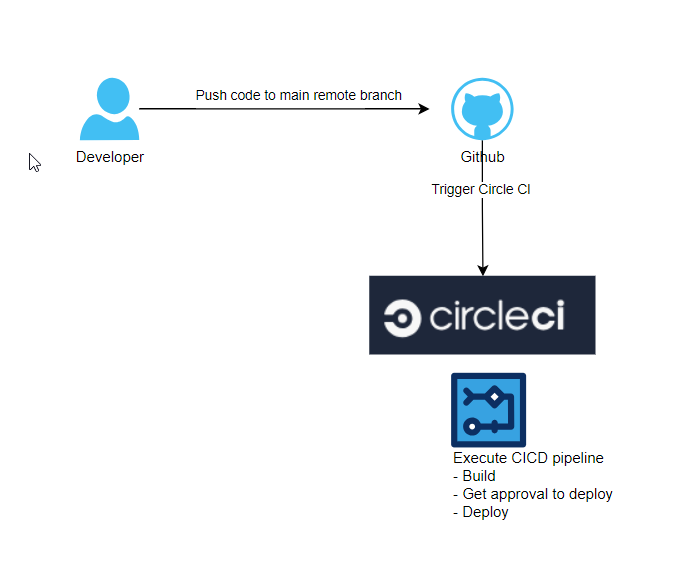 Push code to main remote branch
Developer
Github
Trigger Circle CI
circleci
Execute CICD pipeline
- Build
- Get approval to deploy
- Deploy